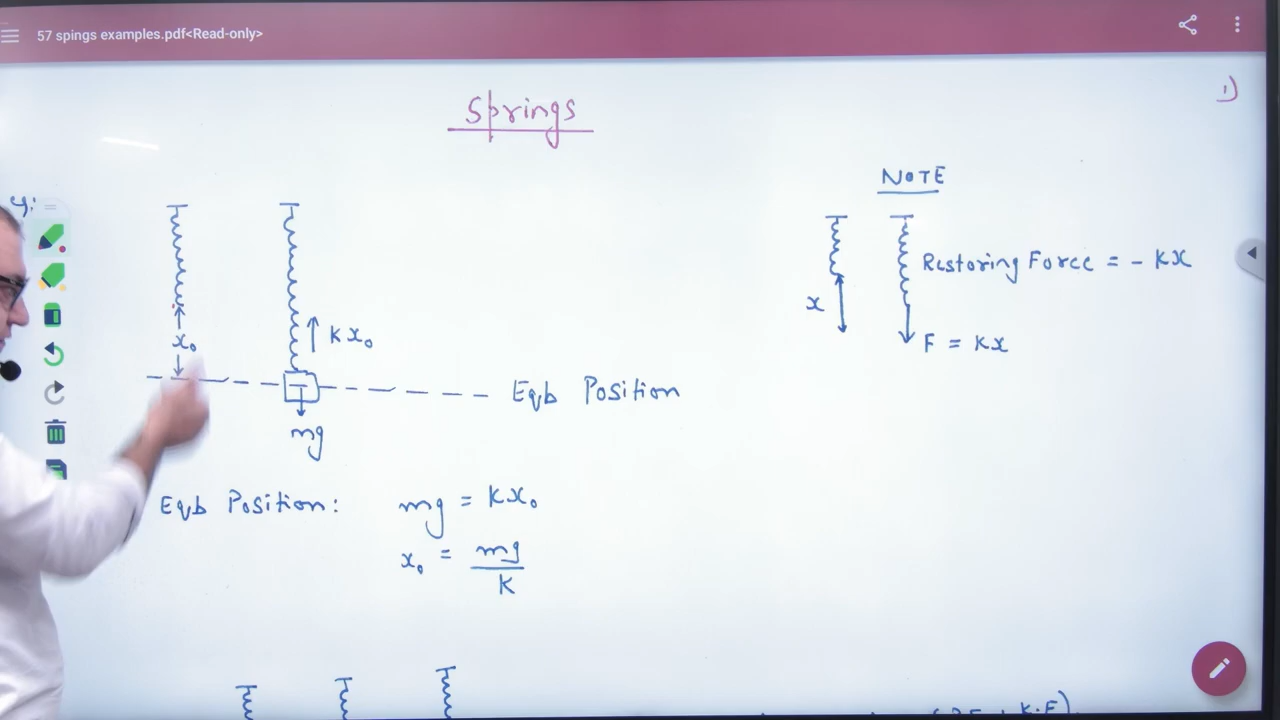 57 spings examples.pdf<Read-only>
1)
Springs
NOTE
Restoring Force = - Kx
x
F = Kx
x₀
Kx₀
Eqb Position
mg
Eqb Position: mg = Kx₀
x₀ = mg/K